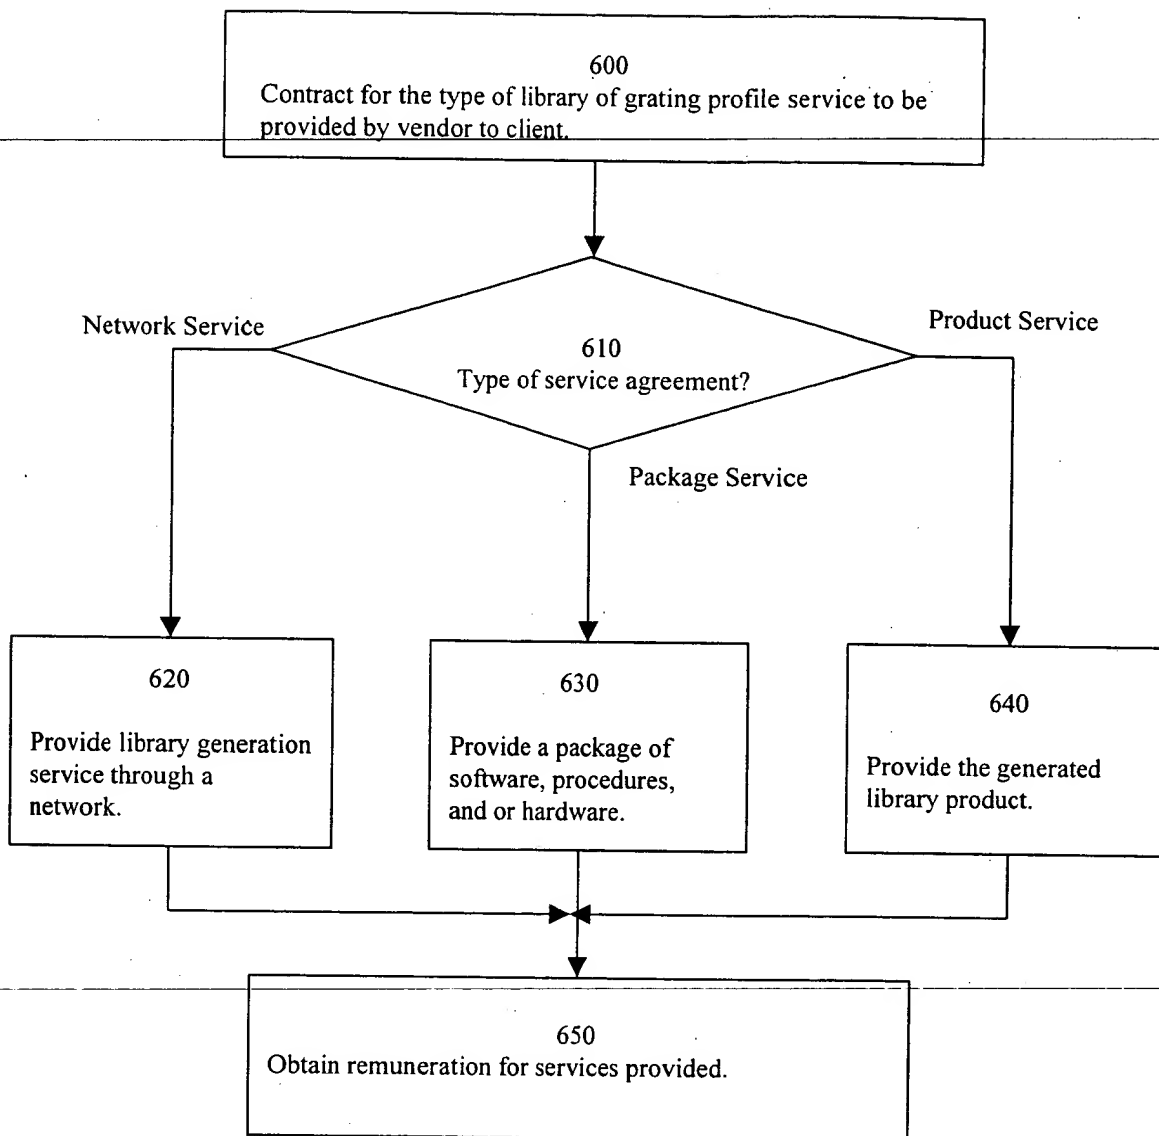 600
Contract for the type of library of grating profile service to be
provided by vendor to client.
Network Service
Product Service
610
Type of service agreement?
Package Service
620
Provide library generation
service through a
network.
630
Provide a package of
software, procedures,
and or hardware.
640
Provide the generated
library product.
650
Obtain remuneration for services provided.